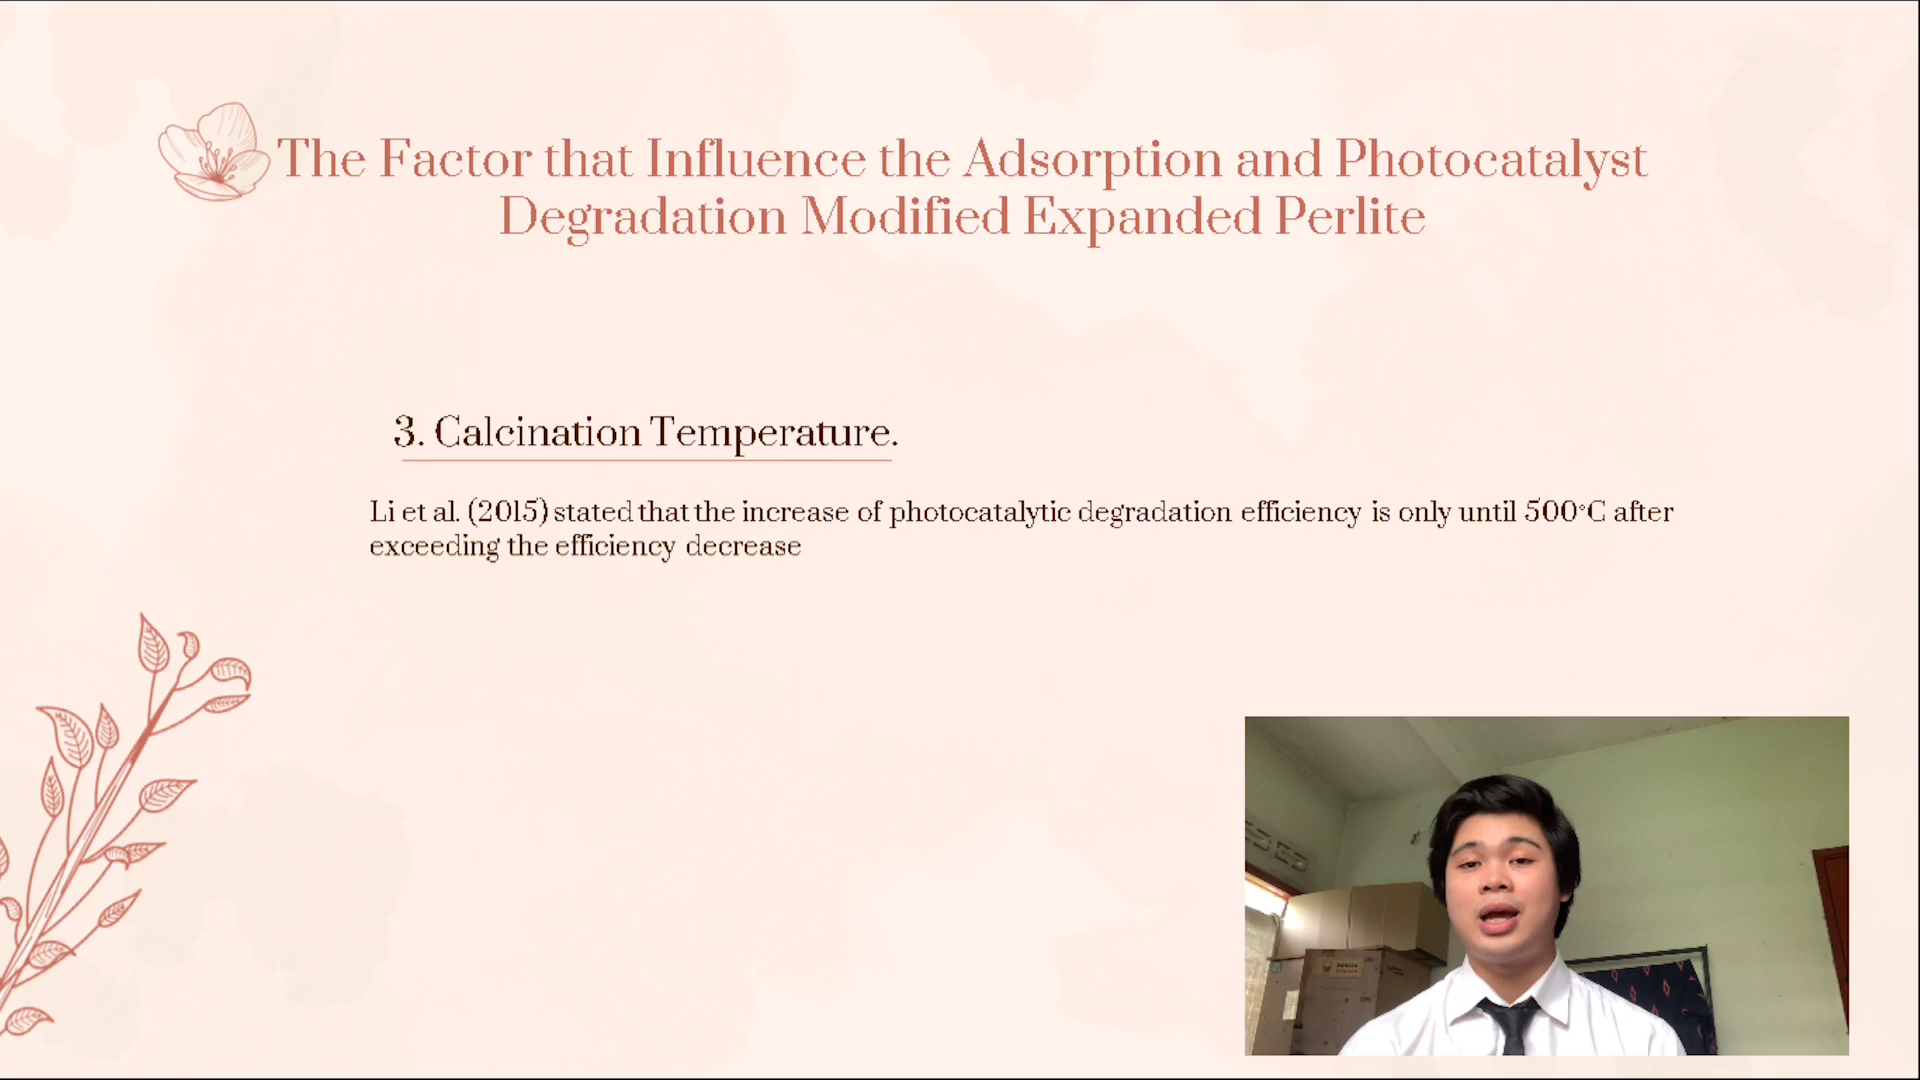 The Factor that Influence the Adsorption and Photocatalyst
Degradation Modified Expanded Perlite
3. Calcination Temperature.
Li et al. (2015) stated that the increase of photocatalytic degradation efficiency is only until 500°C after
exceeding the efficiency decrease